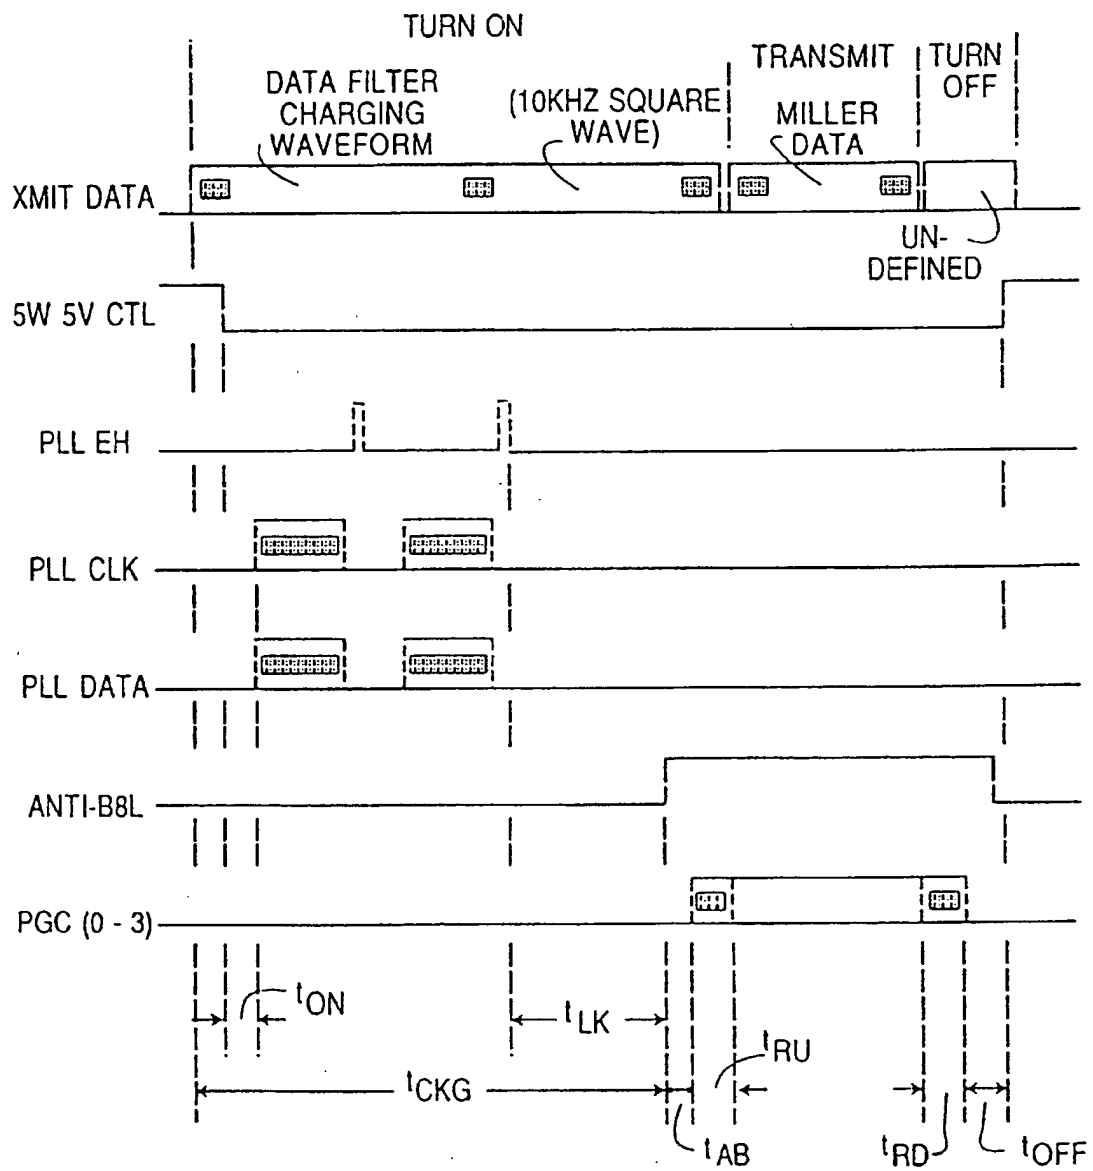 TURN ON
TRANSMIT
TURN
OFF
DATA FILTER
CHARGING
WAVEFORM
(10KHZ SQUARE
WAVE)
MILLER
DATA
XMIT DATA
UN-
DEFINED
5W 5V CTL
PLL EH
PLL CLK
PLL DATA
ANTI-B8L
PGC (0 - 3)
tON
tLK
tRU
tCKG
tAB
tRD
tOFF